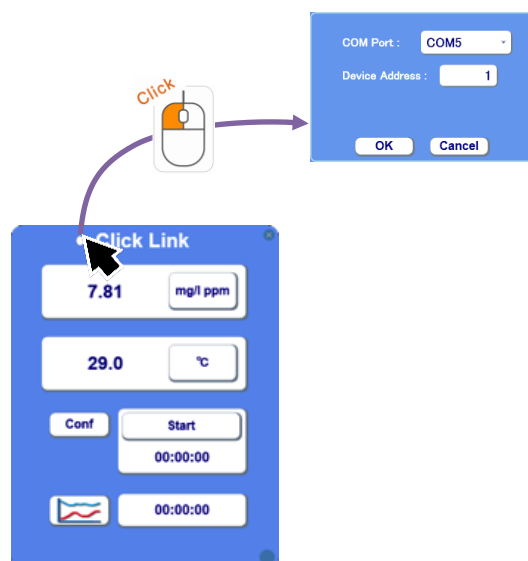 COM Port : COM5
Device Address : 1
OK Cancel
Click
Click Link
7.81 mg/l ppm
29.0 ℃
Conf Start
00:00:00
00:00:00